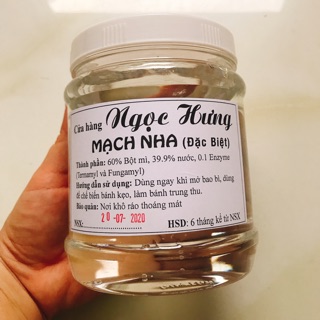 Cửa hàng Ngọc Hưng
MẠCH NHA (Đặc Biệt)
Thành phần: 60% Bột mì, 39.9% nước, 0.1 Enzyme
(Termamyl và Fungamyl)
Hướng dẫn sử dụng: Dùng ngay khi mở bao bì, dùng
để chế biến bánh kẹo, làm bánh trung thu.
Bảo quản: Nơi khô ráo thoáng mát
NSX: 20-07-2020
HSD: 6 tháng kể từ NSX